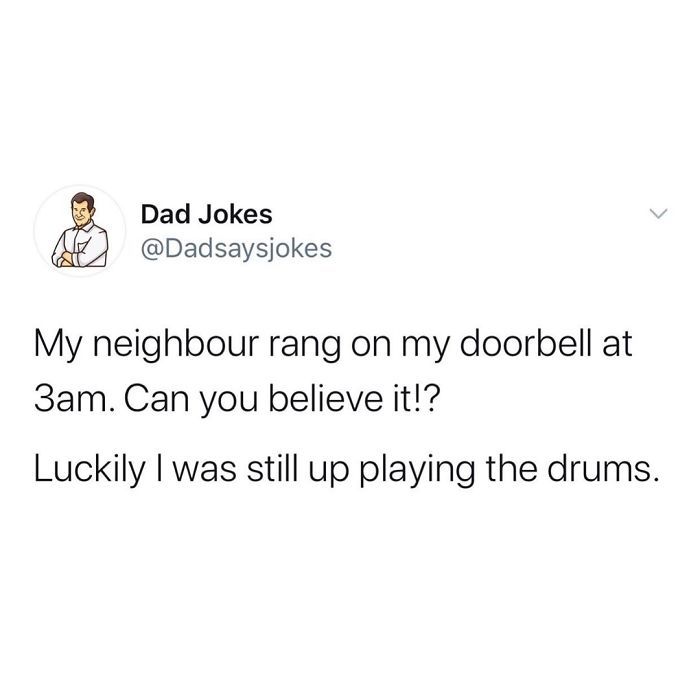 Dad Jokes
@Dadsaysjokes
My neighbour rang on my doorbell at
3am. Can you believe it!?
Luckily I was still up playing the drums.